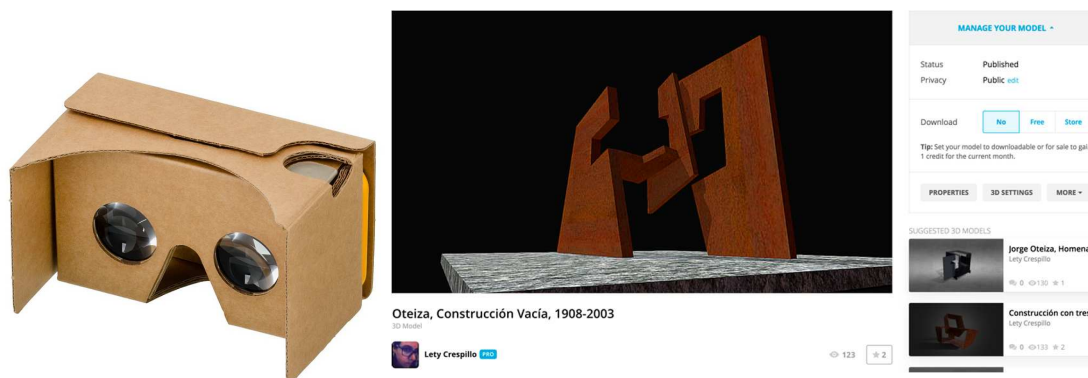 Oteiza, Construcción Vacía, 1908-2003
3D Model
Lety Crespillo PRO
123 2
MANAGE YOUR MODEL
Status Published
Privacy Public edit
Download No Free Store
Tip: Set your model to downloadable or for sale to gai
1 credit for the current month.
PROPERTIES 3D SETTINGS MORE
SUGGESTED 3D MODELS
Jorge Oteiza, Homena
Lety Crespillo
0 130 1
Construcción con tres
Lety Crespillo
0 133 2